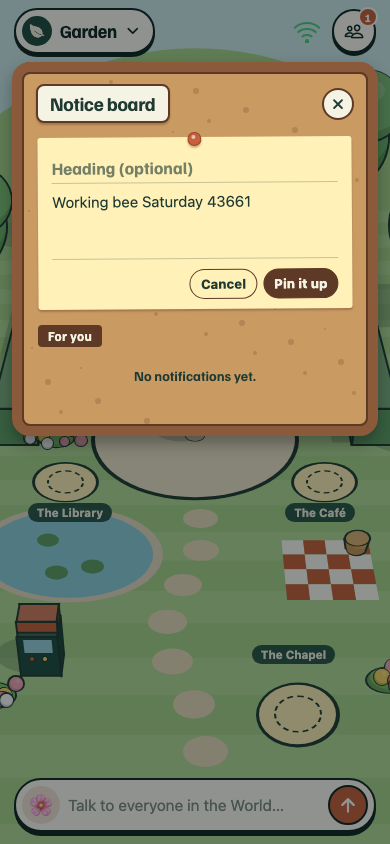 Garden
1
Notice board
Heading (optional)
Working bee Saturday 43661
Cancel
Pin it up
For you
No notifications yet.
The Library
The Café
The Chapel
Talk to everyone in the World...